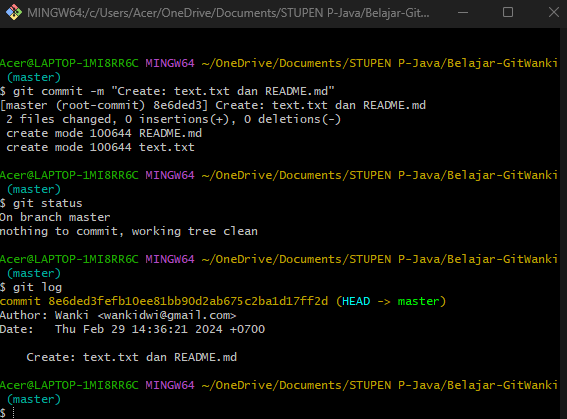 MINGW64:/c/Users/Acer/OneDrive/Documents/STUPEN P-Java/Belajar-Git...
Acer@LAPTOP-1MI8RR6C MINGW64 ~/OneDrive/Documents/STUPEN P-Java/Belajar-GitWanki
(master)
$ git commit -m "Create: text.txt dan README.md"
[master (root-commit) 8e6ded3] Create: text.txt dan README.md
2 files changed, 0 insertions(+), 0 deletions(-)
create mode 100644 README.md
create mode 100644 text.txt
Acer@LAPTOP-1MI8RR6C MINGW64 ~/OneDrive/Documents/STUPEN P-Java/Belajar-GitWanki
(master)
$ git status
On branch master
nothing to commit, working tree clean
Acer@LAPTOP-1MI8RR6C MINGW64 ~/OneDrive/Documents/STUPEN P-Java/Belajar-GitWanki
(master)
$ git log
commit 8e6ded3fefb10ee81bb90d2ab675c2ba1d17ff2d (HEAD -> master)
Author: Wanki <wankidwi@gmail.com>
Date:   Thu Feb 29 14:36:21 2024 +0700
Create: text.txt dan README.md
Acer@LAPTOP-1MI8RR6C MINGW64 ~/OneDrive/Documents/STUPEN P-Java/Belajar-GitWanki
(master)
$